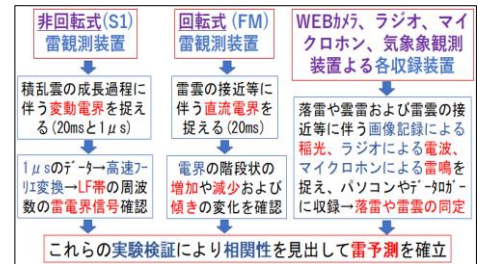 非回転式(S1)
雷観測装置
積乱雲の成長過程に
伴う変動電界を捉え
る(20msと1μs)
1μsのデータ→高速フー
リエ変換→LF帯の周波
数の雷電界信号確認
回転式(FM)
雷観測装置
雷雲の接近等に
伴う直流電界を
捉える(20ms)
電界の階段状の
増加や減少および
傾きの変化を確認
WEBカメラ、ラジオ、マイ
クロホン、気象象観測
装置よる各収録装置
落雷や雲雷および雷雲の接
近等に伴う画像記録による
稲光、ラジオによる電波、
マイクロホンによる雷鳴を
捉え、パソコンやデータロガー
に収録→落雷や雷雲の同定
これらの実験検証により相関性を見出して雷予測を確立